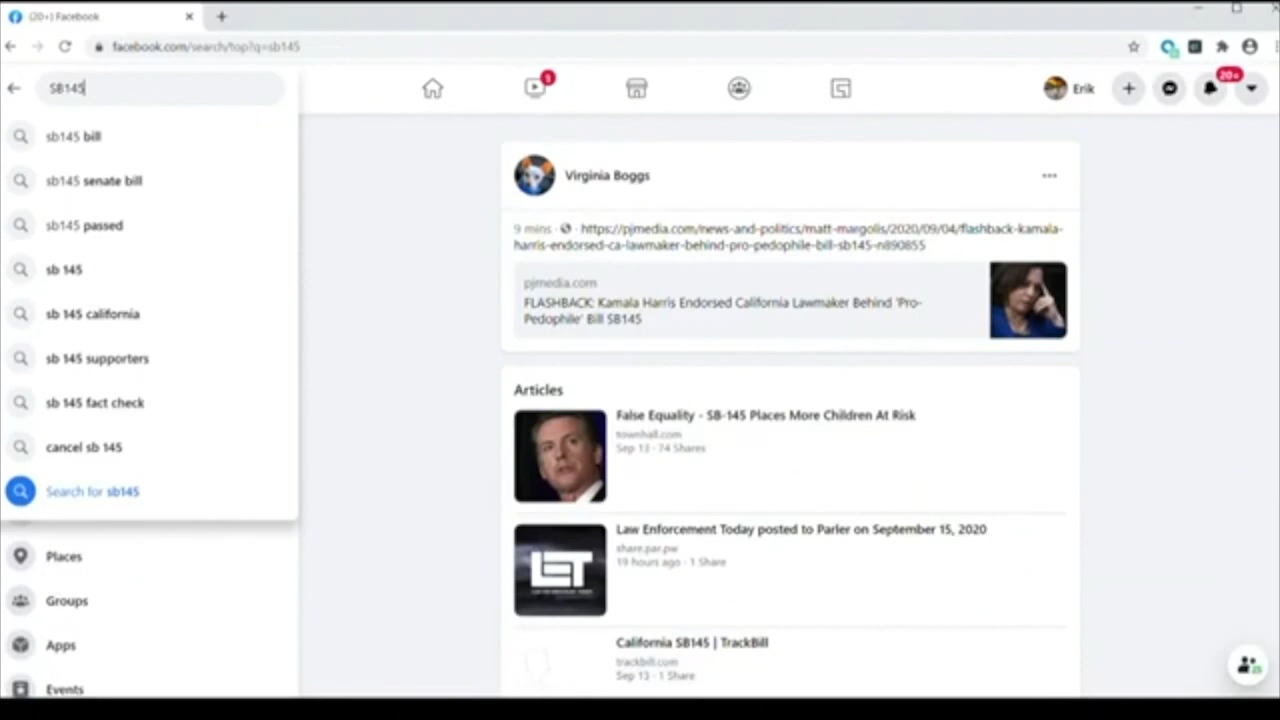 (20+) Facebook
facebook.com/search/top?q=sb145
SB145
1
Erik
20+
sb145 bill
sb145 senate bill
sb145 passed
sb 145
sb 145 california
sb 145 supporters
sb 145 fact check
cancel sb 145
Search for sb145
Places
Groups
Apps
Events
Virginia Boggs
9 mins · https://pjmedia.com/news-and-politics/matt-margolis/2020/09/04/flashback-kamala-
harris-endorsed-ca-lawmaker-behind-pro-pedophile-bill-sb145-n890855
pjmedia.com
FLASHBACK: Kamala Harris Endorsed California Lawmaker Behind 'Pro-
Pedophile' Bill SB145
Articles
False Equality - SB-145 Places More Children At Risk
townhall.com
Sep 13 · 74 Shares
LET
Law Enforcement Today posted to Parler on September 15, 2020
share.par.pw
19 hours ago · 1 Share
California SB145 | TrackBill
trackbill.com
Sep 13 · 1 Share